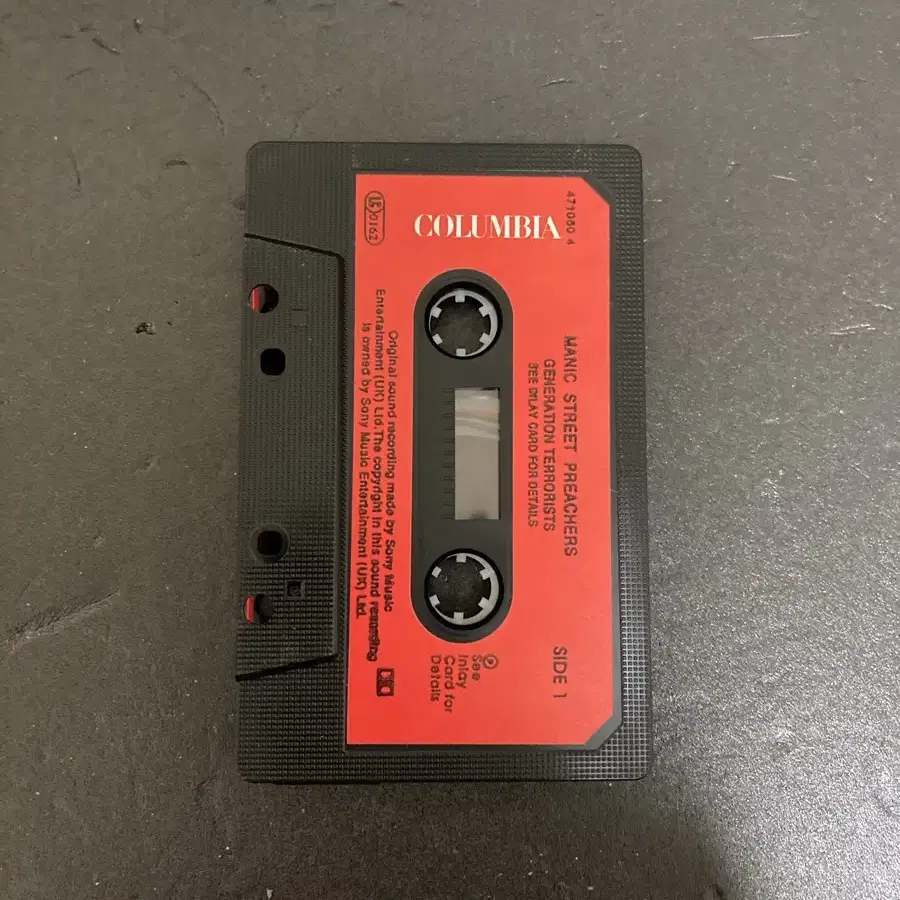 COLUMBIA
471060 4
LC 0162
MANIC STREET PREACHERS
GENERATION TERRORISTS
SEE INLAY CARD FOR DETAILS
SIDE 1
Ⓟ
See
Inlay
Card for
Details
Original sound recording made by Sony Music
Entertainment (UK) Ltd. The copyright in this sound recording
is owned by Sony Music Entertainment (UK) Ltd.